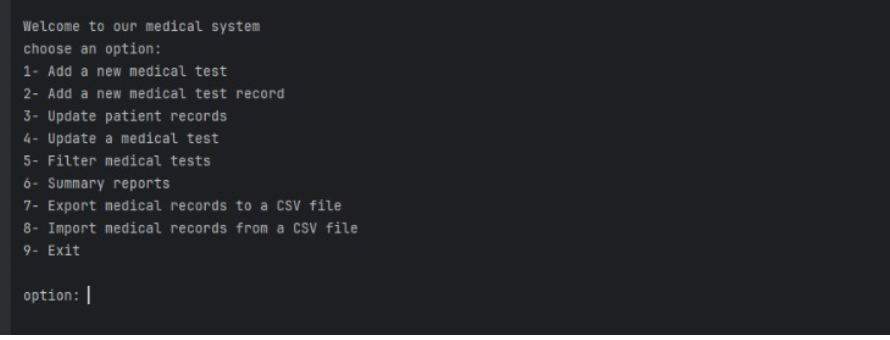 Welcome to our medical system
choose an option:
1- Add a new medical test
2- Add a new medical test record
3- Update patient records
4- Update a medical test
5- Filter medical tests
6- Summary reports
7- Export medical records to a CSV file
8- Import medical records from a CSV file
9- Exit
option: